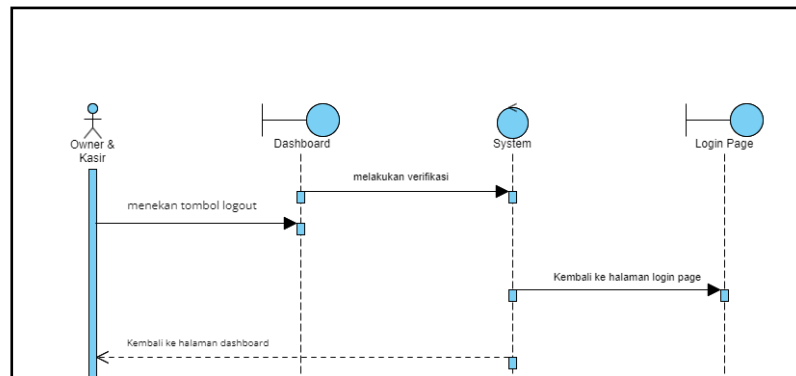 Owner &
Kasir
Dashboard
System
Login Page
melakukan verifikasi
menekan tombol logout
Kembali ke halaman login page
Kembali ke halaman dashboard